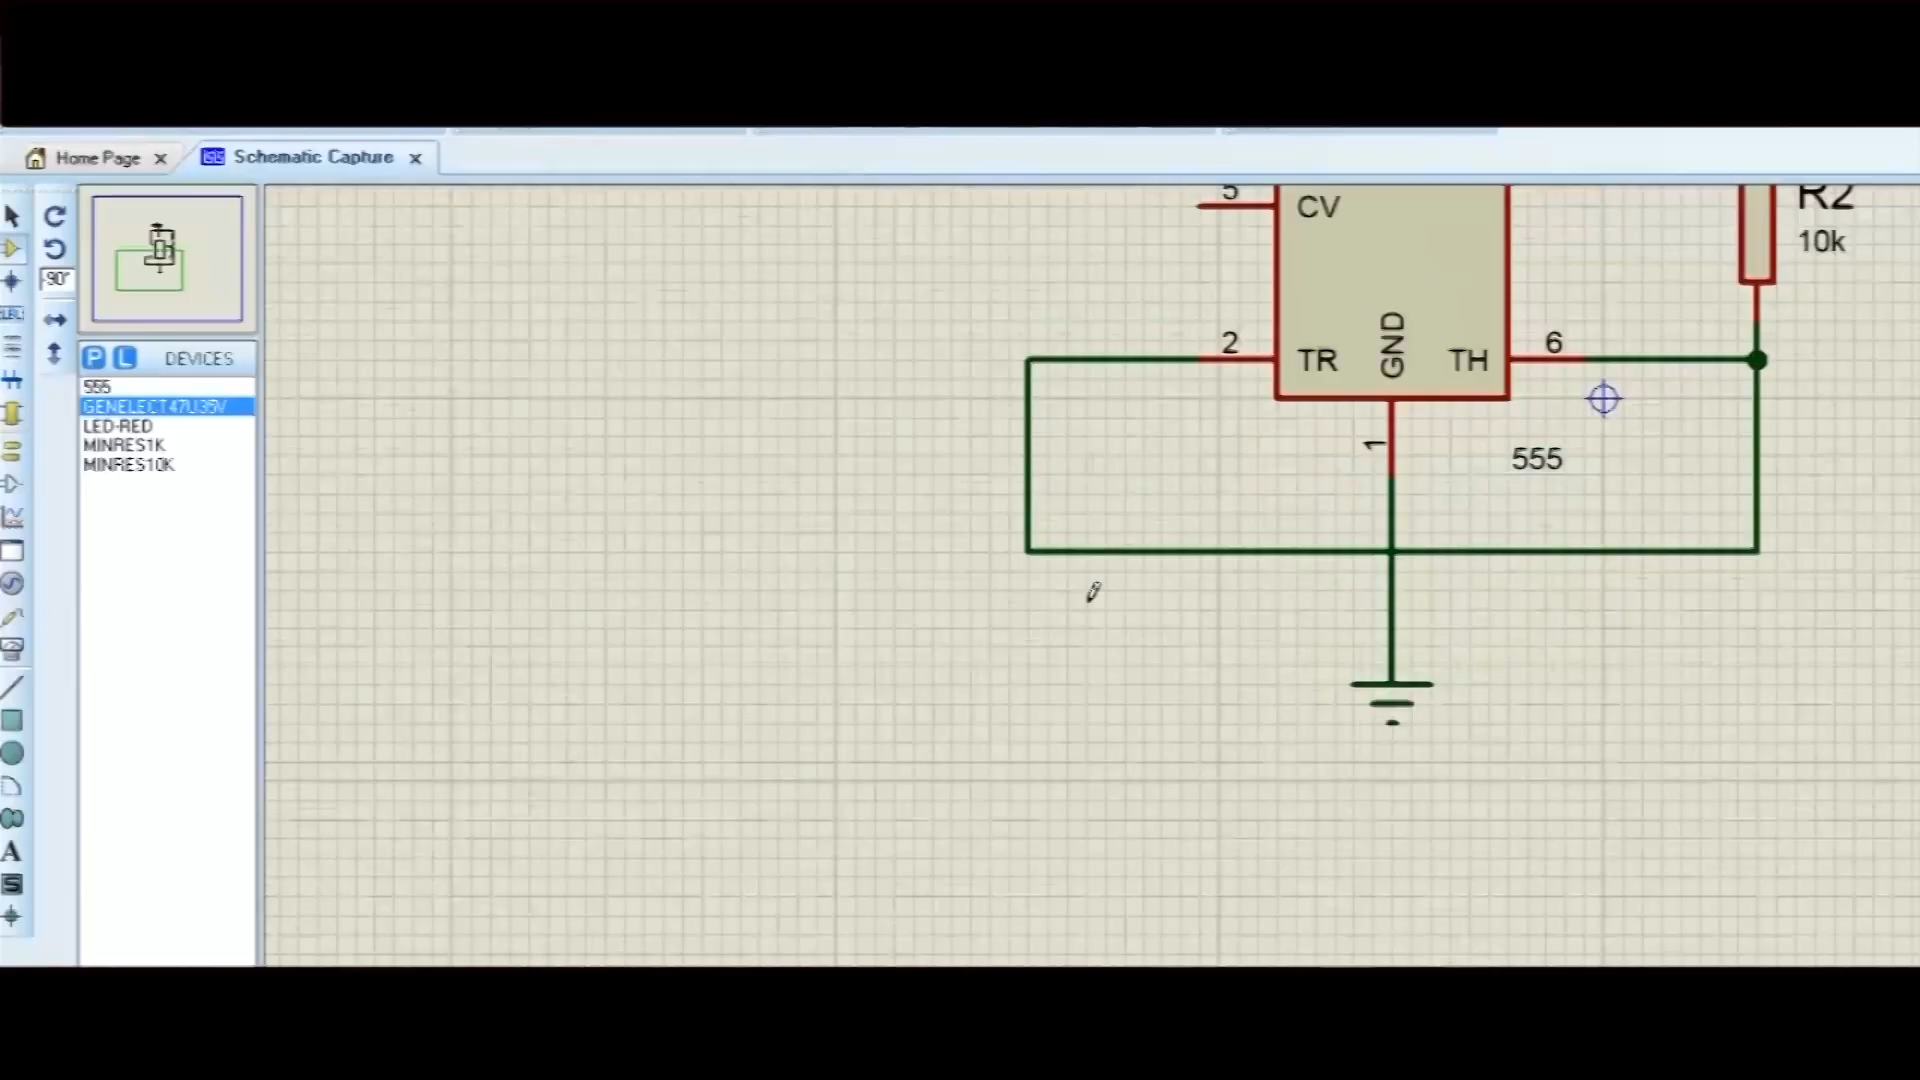 Home Page
Schematic Capture
-90°
LBL
P L DEVICES
555
GENELECT47U35V
LED-RED
MINRES1K
MINRES10K
A
S
5
CV
R2
10k
2
TR
GND
TH
6
1
555